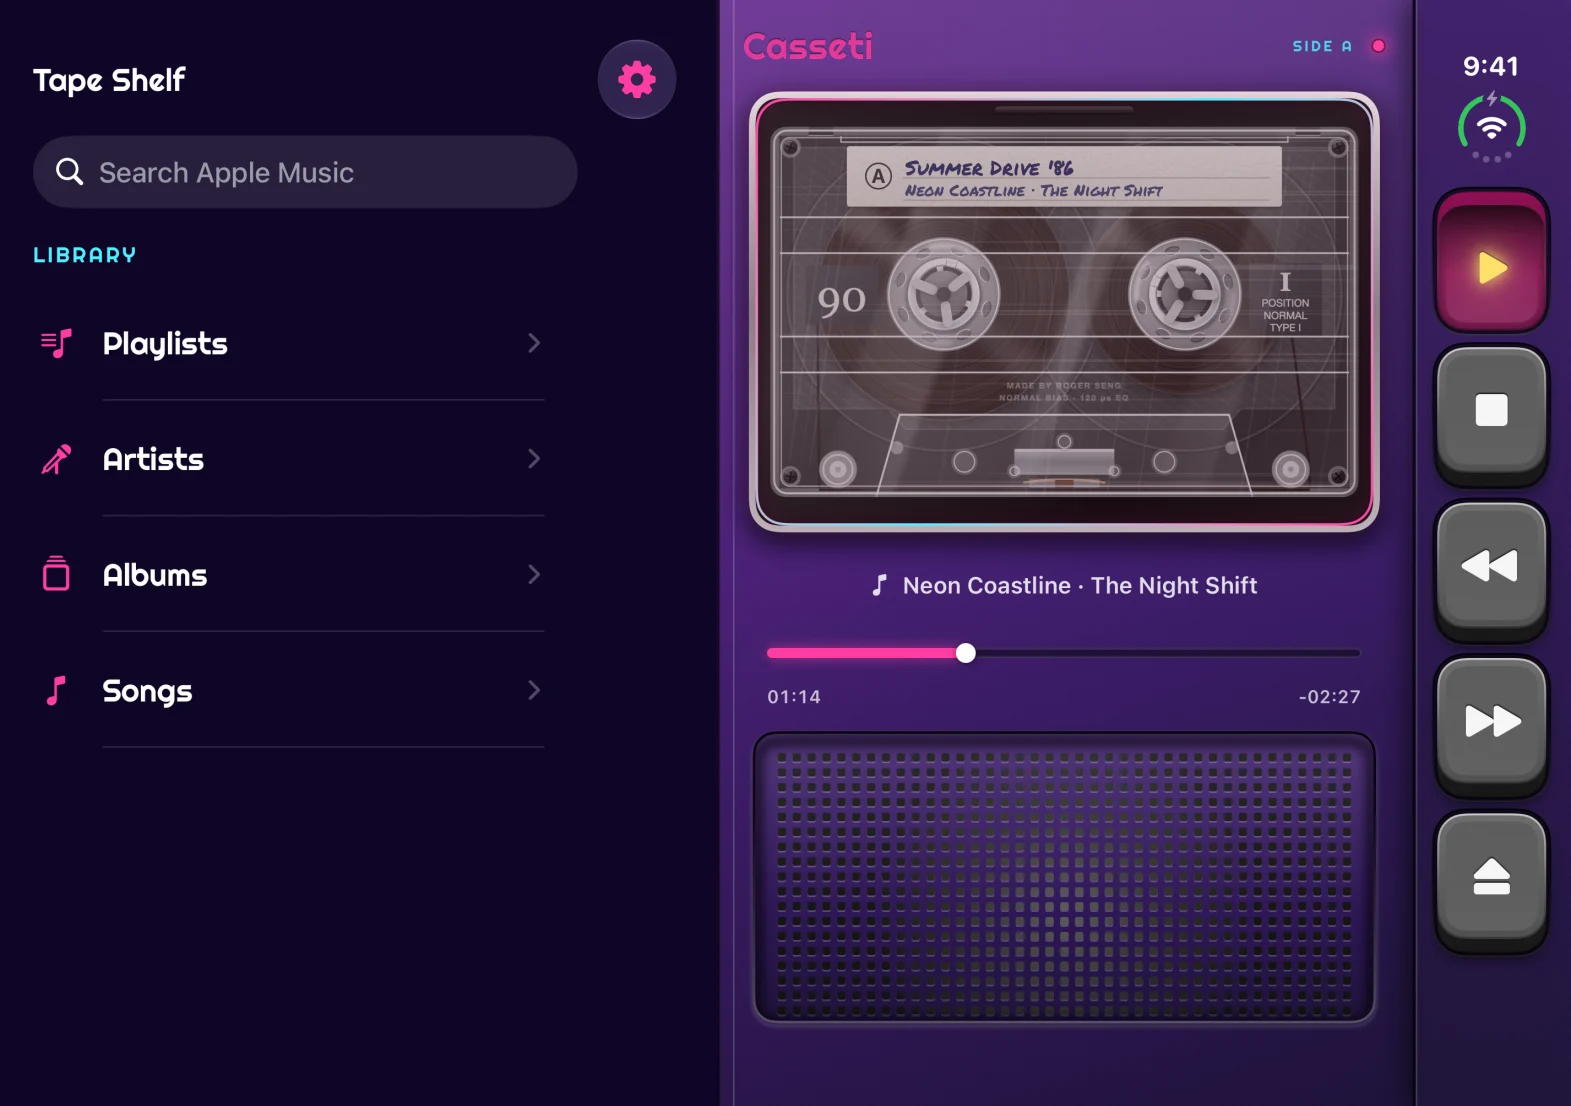 Tape Shelf
Search Apple Music
LIBRARY
Playlists
Artists
Albums
Songs
Casseti
SIDE A
A
SUMMER DRIVE '86
NEON COASTLINE · THE NIGHT SHIFT
90
I
POSITION
NORMAL
TYPE I
MADE BY ROGER SENG
NORMAL BIAS · 120 µs EQ
Neon Coastline · The Night Shift
01:14
-02:27
9:41